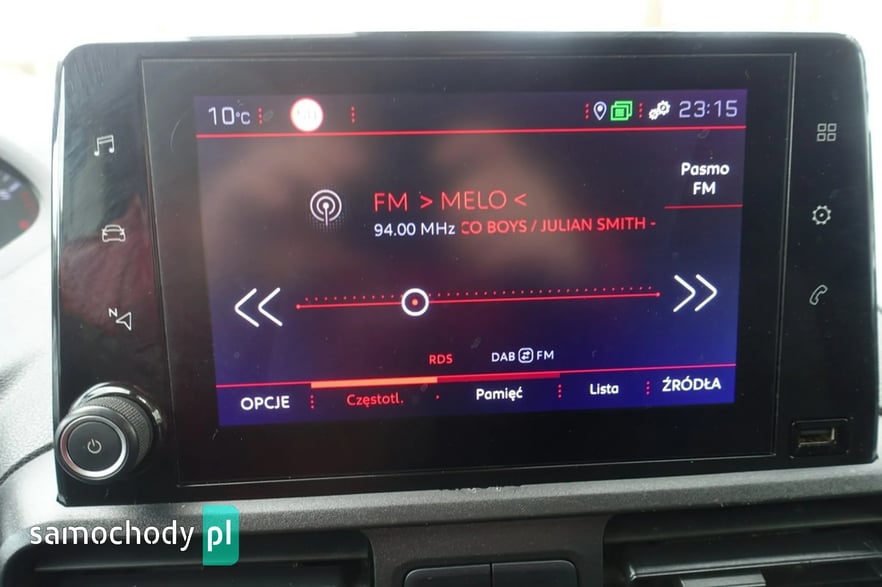 10°C
23:15
Pasmo
FM
FM > MELO <
94.00 MHz CO BOYS / JULIAN SMITH -
N
RDS DAB FM
OPCJE Częstotl. Pamięć Lista ŹRÓDŁA
samochody pl